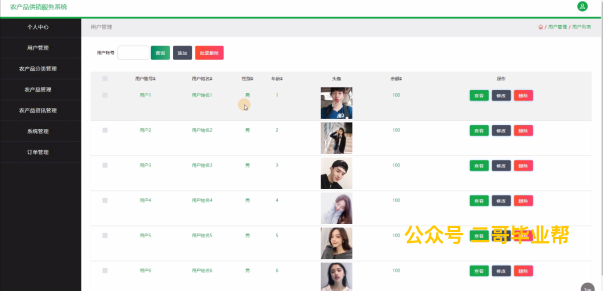 农产品供销服务系统
个人中心
用户管理
农产品分类管理
农产品管理
农产品资讯管理
系统管理
订单管理
用户管理
/ 用户管理 / 用户列表
用户账号 查询 添加 批量删除
用户账号 用户姓名 性别 年龄 头像 余额 操作
用户1 用户姓名1 男 1 100 查看 修改 删除
用户2 用户姓名2 男 2 100 查看 修改 删除
用户3 用户姓名3 男 3 100 查看 修改 删除
用户4 用户姓名4 男 4 100 查看 修改 删除
用户5 用户姓名5 男 5 100 删除
公众号 二哥毕业帮
用户6 用户姓名6 男 6 100 查看 修改 删除